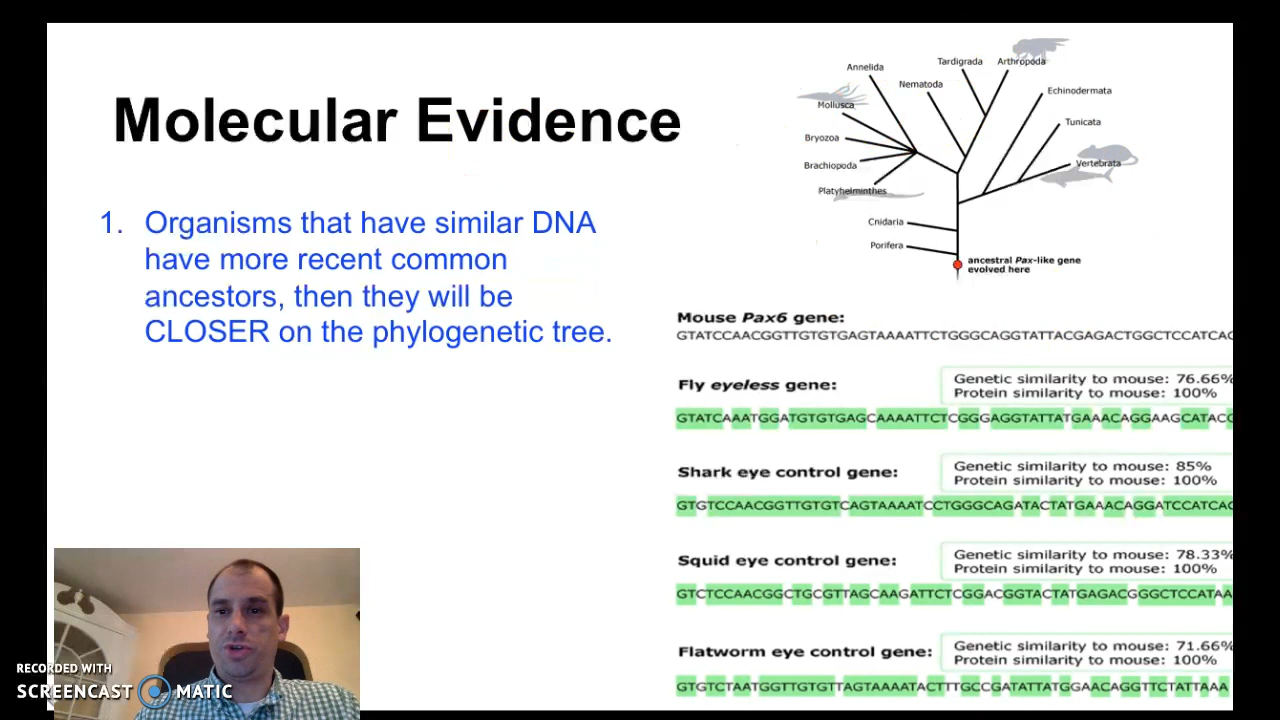 Molecular Evidence
1. Organisms that have similar DNA
have more recent common
ancestors, then they will be
CLOSER on the phylogenetic tree.
Annelida
Tardigrada
Arthropoda
Nematoda
Echinodermata
Mollusca
Tunicata
Bryozoa
Vertebrata
Brachiopoda
Platyhelminthes
Cnidaria
Porifera
ancestral Pax-like gene
evolved here
Mouse Pax6 gene:
GTATCCAACGGTTGTGTGAGTAAAATTCTGGGCAGGTATTACGAGACTGGCTCCATCAG
Fly eyeless gene:
Genetic similarity to mouse: 76.66%
Protein similarity to mouse: 100%
GTATCAAATGGATGTGTGAGCAAAATTCTCGGGAGGTATTATGAAACAGGAAGCATACG
Shark eye control gene:
Genetic similarity to mouse: 85%
Protein similarity to mouse: 100%
GTGTCCAACGGTTGTGTCAGTAAAATCCTGGGCAGATACTATGAAACAGGATCCATCAG
Squid eye control gene:
Genetic similarity to mouse: 78.33%
Protein similarity to mouse: 100%
GTCTCCAACGGCTGCGTTAGCAAGATTCTCGGACGGTACTATGAGACGGGCTCCATAA
Flatworm eye control gene:
Genetic similarity to mouse: 71.66%
Protein similarity to mouse: 100%
GTGTCTAATGGTTGTGTTAGTAAAATACTTTGCCGATATTATGGAACAGGTTCTATTAAA
RECORDED WITH
SCREENCAST MATIC